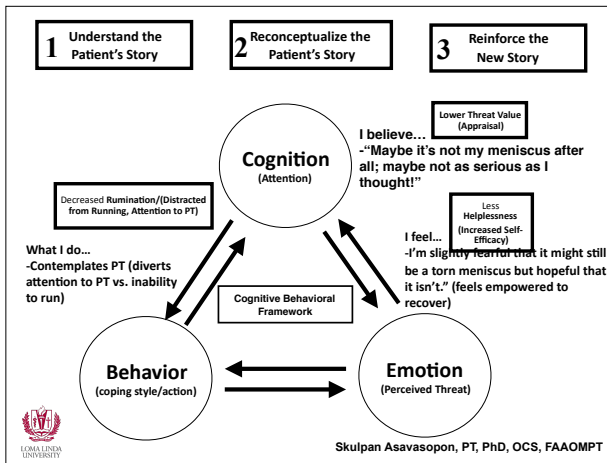 1
Understand the
Patient's Story
2
Reconceptualize the
Patient's Story
3
Reinforce the
New Story
Lower Threat Value
(Appraisal)
I believe…
-"Maybe it's not my meniscus after
all; maybe not as serious as I
thought!"
Cognition
(Attention)
Decreased Rumination/(Distracted
from Running, Attention to PT)
Less
Helplessness
(Increased Self-
Efficacy)
What I do…
-Contemplates PT (diverts
attention to PT vs. inability
to run)
I feel…
-I'm slightly fearful that it might still
be a torn meniscus but hopeful that
it isn't." (feels empowered to
recover)
Cognitive Behavioral
Framework
Behavior
(coping style/action)
Emotion
(Perceived Threat)
LOMA LINDA
UNIVERSITY
Skulpan Asavasopon, PT, PhD, OCS, FAAOMPT